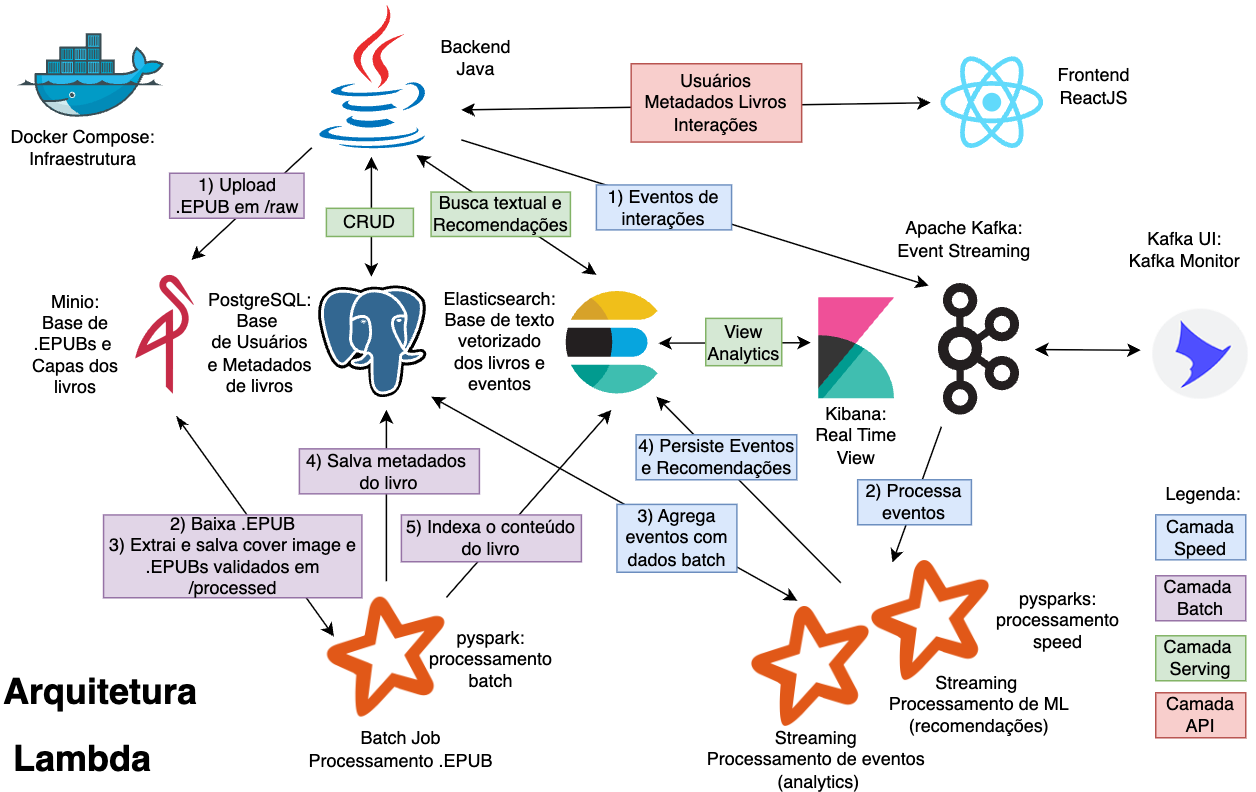 Docker Compose:
Infraestrutura
Backend
Java
Usuários
Metadados Livros
Interações
Frontend
ReactJS
1) Upload
.EPUB em /raw
CRUD
Busca textual e
Recomendações
1) Eventos de
interações
Apache Kafka:
Event Streaming
Kafka UI:
Kafka Monitor
Minio:
Base de
.EPUBs e
Capas dos
livros
PostgreSQL:
Base
de Usuários
e Metadados
de livros
Elasticsearch:
Base de texto
vetorizado
dos livros e
eventos
View
Analytics
Kibana:
Real Time
View
4) Salva metadados
do livro
4) Persiste Eventos
e Recomendações
2) Processa
eventos
2) Baixa .EPUB
3) Extrai e salva cover image e
.EPUBs validados em
/processed
5) Indexa o conteúdo
do livro
3) Agrega
eventos com
dados batch
Legenda:
Camada
Speed
Camada
Batch
Camada
Serving
Camada
API
pyspark:
processamento
batch
pysparks:
processamento
speed
Batch Job
Processamento .EPUB
Streaming
Processamento de ML
(recomendações)
Streaming
Processamento de eventos
(analytics)
Arquitetura
Lambda